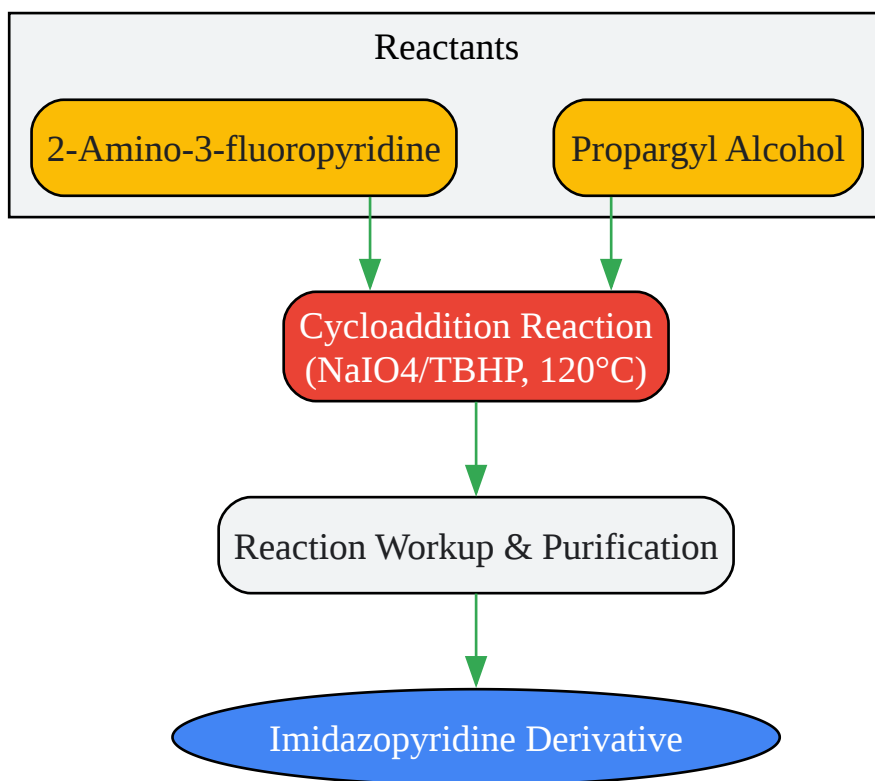 Reactants
2-Amino-3-fluoropyridine
Propargyl Alcohol
Cycloaddition Reaction
(NaIO4/TBHP, 120°C)
Reaction Workup & Purification
Imidazopyridine Derivative